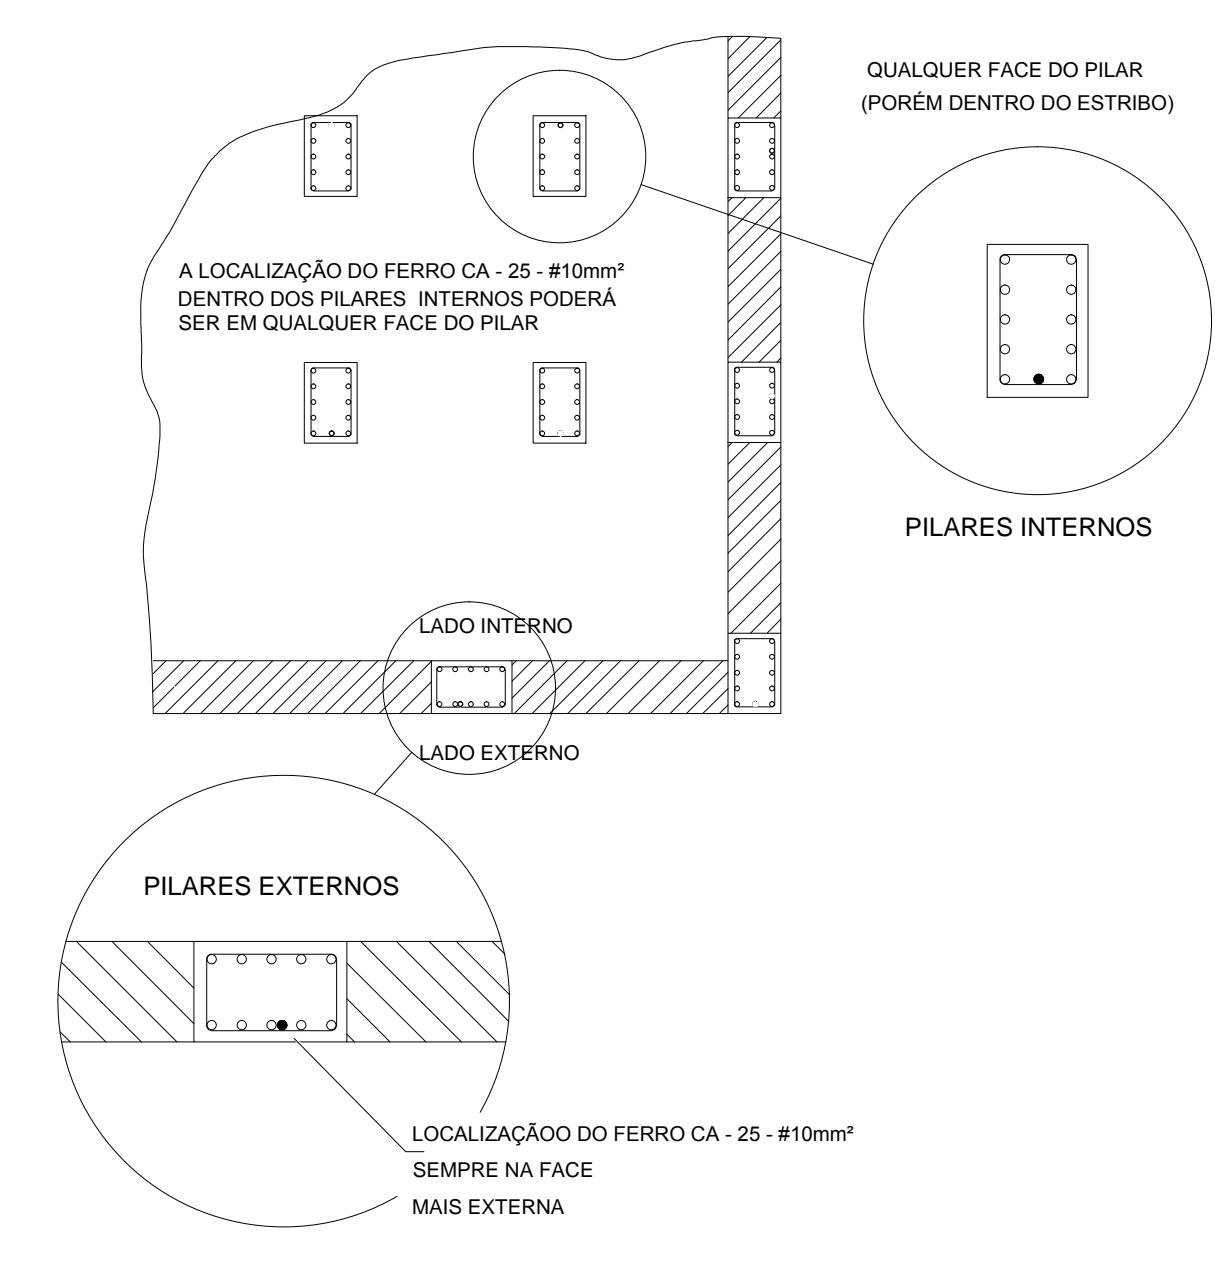 QUALQUER FACE DO PILAR
(PORÉM DENTRO DO ESTRIBO)
A LOCALIZAÇÃO DO FERRO CA - 25 - #10mm²
DENTRO DOS PILARES INTERNOS PODERÁ
SER EM QUALQUER FACE DO PILAR
PILARES INTERNOS
LADO INTERNO
LADO EXTERNO
PILARES EXTERNOS
LOCALIZAÇÃOO DO FERRO CA - 25 - #10mm²
SEMPRE NA FACE
MAIS EXTERNA